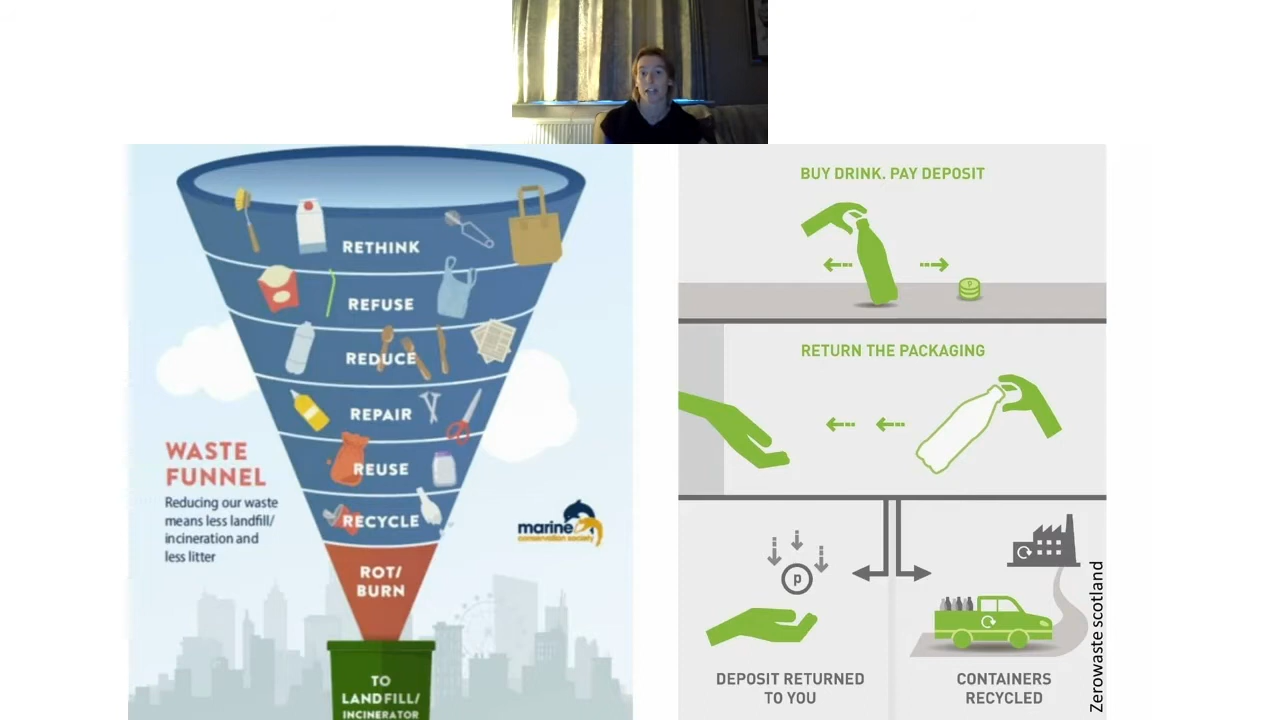 RETHINK
REFUSE
REDUCE
REPAIR
REUSE
RECYCLE
ROT/
BURN
TO
LANDFILL/
INCINERATOR
WASTE
FUNNEL
Reducing our waste
means less landfill/
incineration and
less litter
marine
conservation society
BUY DRINK. PAY DEPOSIT
RETURN THE PACKAGING
p
DEPOSIT RETURNED
TO YOU
CONTAINERS
RECYCLED
Zerowaste scotland